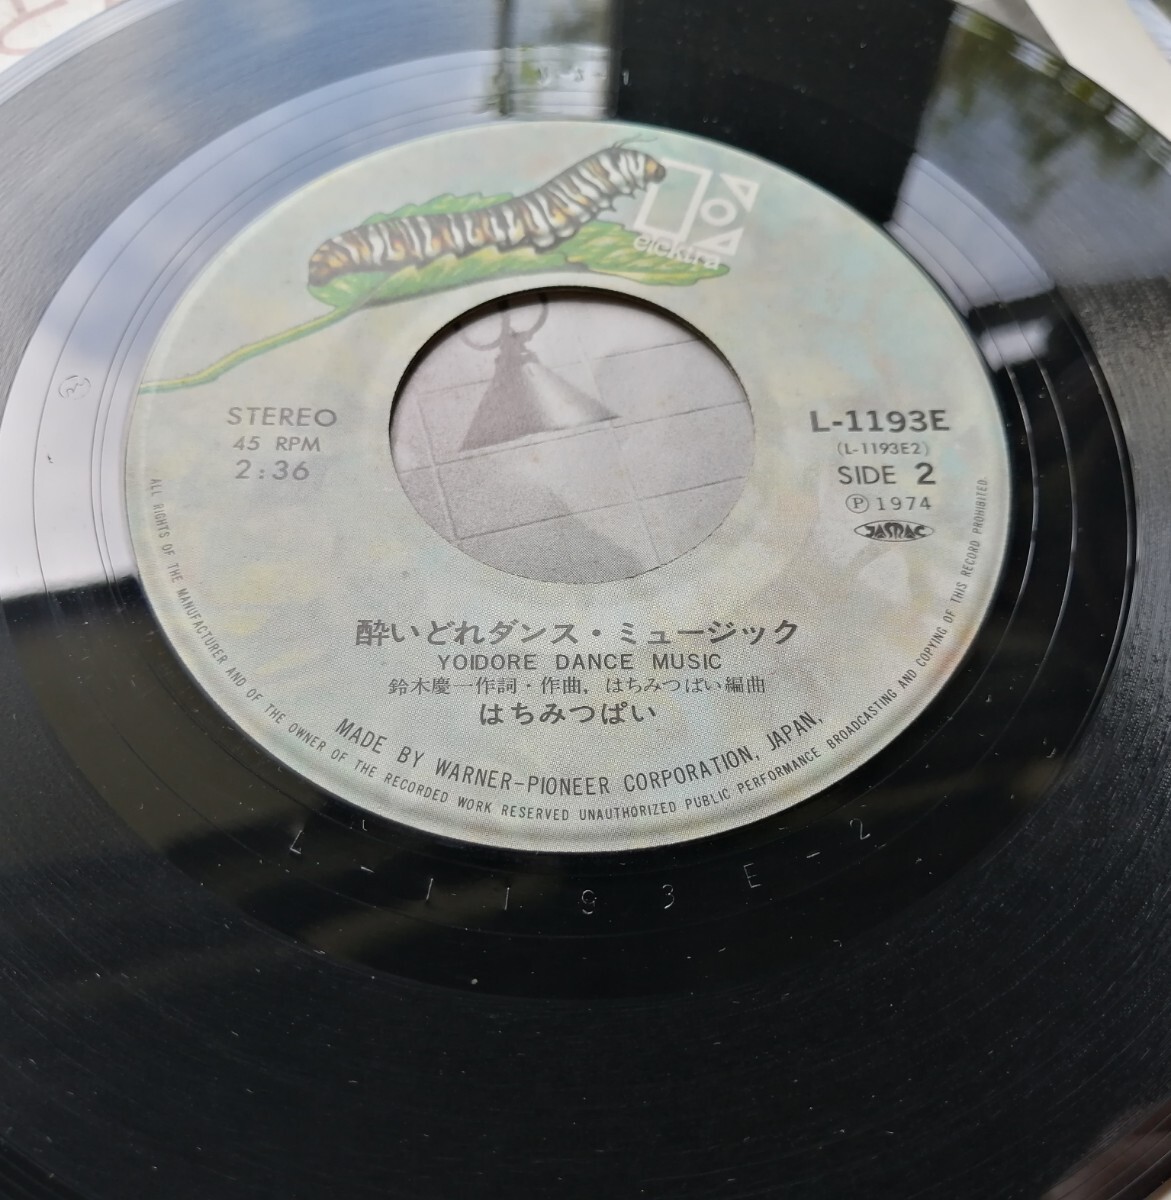 elektra
STEREO
45 RPM
2:36
L-1193E
(L-1193E2)
SIDE 2
Ⓟ1974
JASRAC
酔いどれダンス・ミュージック
YOIDORE DANCE MUSIC
鈴木慶一作詞・作曲, はちみつぱい編曲
はちみつぱい
MADE BY WARNER-PIONEER CORPORATION, JAPAN,
ALL RIGHTS OF THE MANUFACTURER AND OF THE OWNER OF THE RECORDED WORK RESERVED UNAUTHORIZED PUBLIC PERFORMANCE BROADCASTING AND COPYING OF THIS RECORD PROHIBITED
L-1193E-2